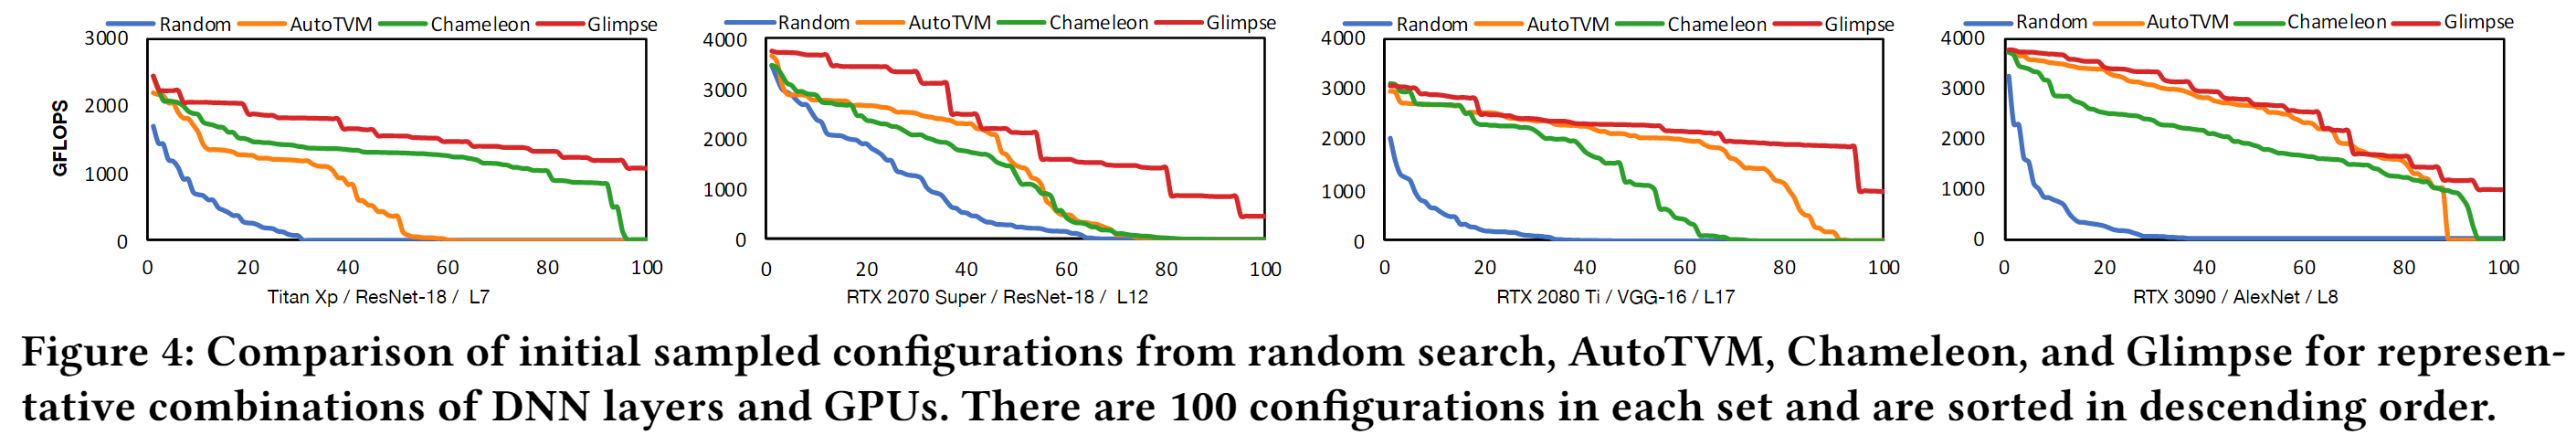 Random AutoTVM Chameleon Glimpse
3000
2000
1000
0
GFLOPS
0 20 40 60 80 100
Titan Xp / ResNet-18 / L7
Random AutoTVM Chameleon Glimpse
4000
3000
2000
1000
0
0 20 40 60 80 100
RTX 2070 Super / ResNet-18 / L12
Random AutoTVM Chameleon Glimpse
4000
3000
2000
1000
0
0 20 40 60 80 100
RTX 2080 Ti / VGG-16 / L17
Random AutoTVM Chameleon Glimpse
4000
3000
2000
1000
0
0 20 40 60 80 100
RTX 3090 / AlexNet / L8
Figure 4: Comparison of initial sampled configurations from random search, AutoTVM, Chameleon, and Glimpse for represen-
tative combinations of DNN layers and GPUs. There are 100 configurations in each set and are sorted in descending order.